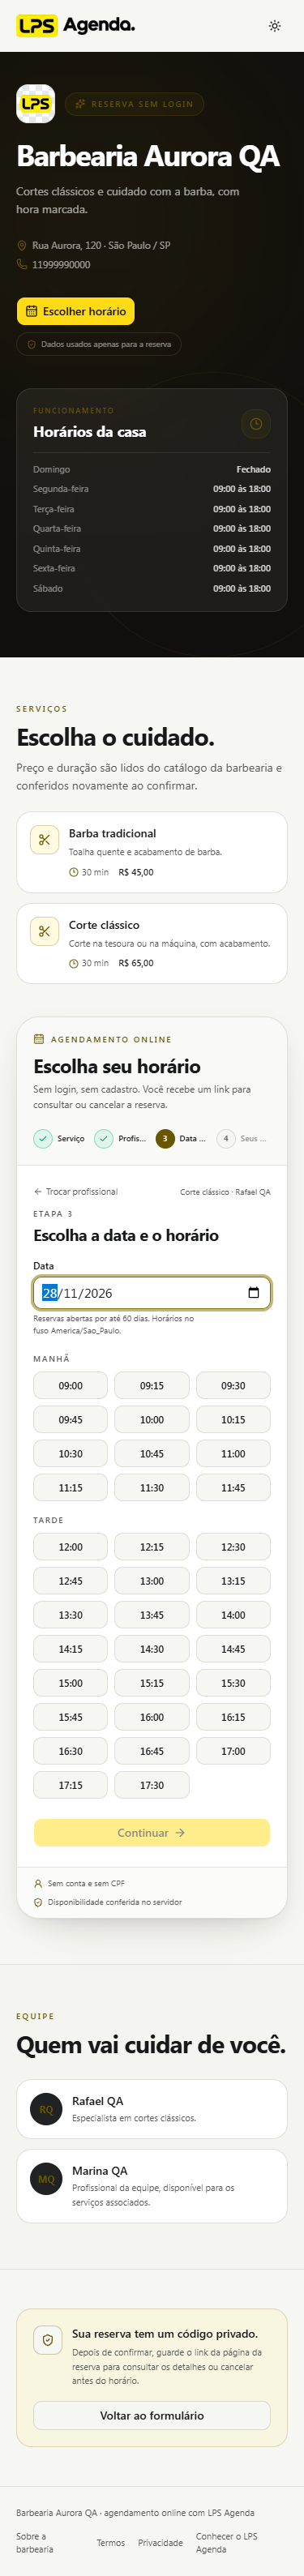 LPS Agenda.
LPS
RESERVA SEM LOGIN
Barbearia Aurora QA
Cortes clássicos e cuidado com a barba, com
hora marcada.
Rua Aurora, 120 · São Paulo / SP
11999990000
Escolher horário
Dados usados apenas para a reserva
FUNCIONAMENTO
Horários da casa
Domingo Fechado
Segunda-feira 09:00 às 18:00
Terça-feira 09:00 às 18:00
Quarta-feira 09:00 às 18:00
Quinta-feira 09:00 às 18:00
Sexta-feira 09:00 às 18:00
Sábado 09:00 às 18:00
SERVIÇOS
Escolha o cuidado.
Preço e duração são lidos do catálogo da barbearia e
conferidos novamente ao confirmar.
Barba tradicional
Toalha quente e acabamento de barba.
30 min R$ 45,00
Corte clássico
Corte na tesoura ou na máquina, com acabamento.
30 min R$ 65,00
AGENDAMENTO ONLINE
Escolha seu horário
Sem login, sem cadastro. Você recebe um link para
consultar ou cancelar a reserva.
Serviço Profis... 3 Data ... 4 Seus ...
Trocar profissional Corte clássico · Rafael QA
ETAPA 3
Escolha a data e o horário
Data
28/11/2026
Reservas abertas por até 60 dias. Horários no
fuso America/Sao_Paulo.
MANHÃ
09:00 09:15 09:30
09:45 10:00 10:15
10:30 10:45 11:00
11:15 11:30 11:45
TARDE
12:00 12:15 12:30
12:45 13:00 13:15
13:30 13:45 14:00
14:15 14:30 14:45
15:00 15:15 15:30
15:45 16:00 16:15
16:30 16:45 17:00
17:15 17:30
Continuar
Sem conta e sem CPF
Disponibilidade conferida no servidor
EQUIPE
Quem vai cuidar de você.
RQ
Rafael QA
Especialista em cortes clássicos.
MQ
Marina QA
Profissional da equipe, disponível para os
serviços associados.
Sua reserva tem um código privado.
Depois de confirmar, guarde o link da página da
reserva para consultar os detalhes ou cancelar
antes do horário.
Voltar ao formulário
Barbearia Aurora QA · agendamento online com LPS Agenda
Sobre a
barbearia
Termos
Privacidade
Conhecer o LPS
Agenda